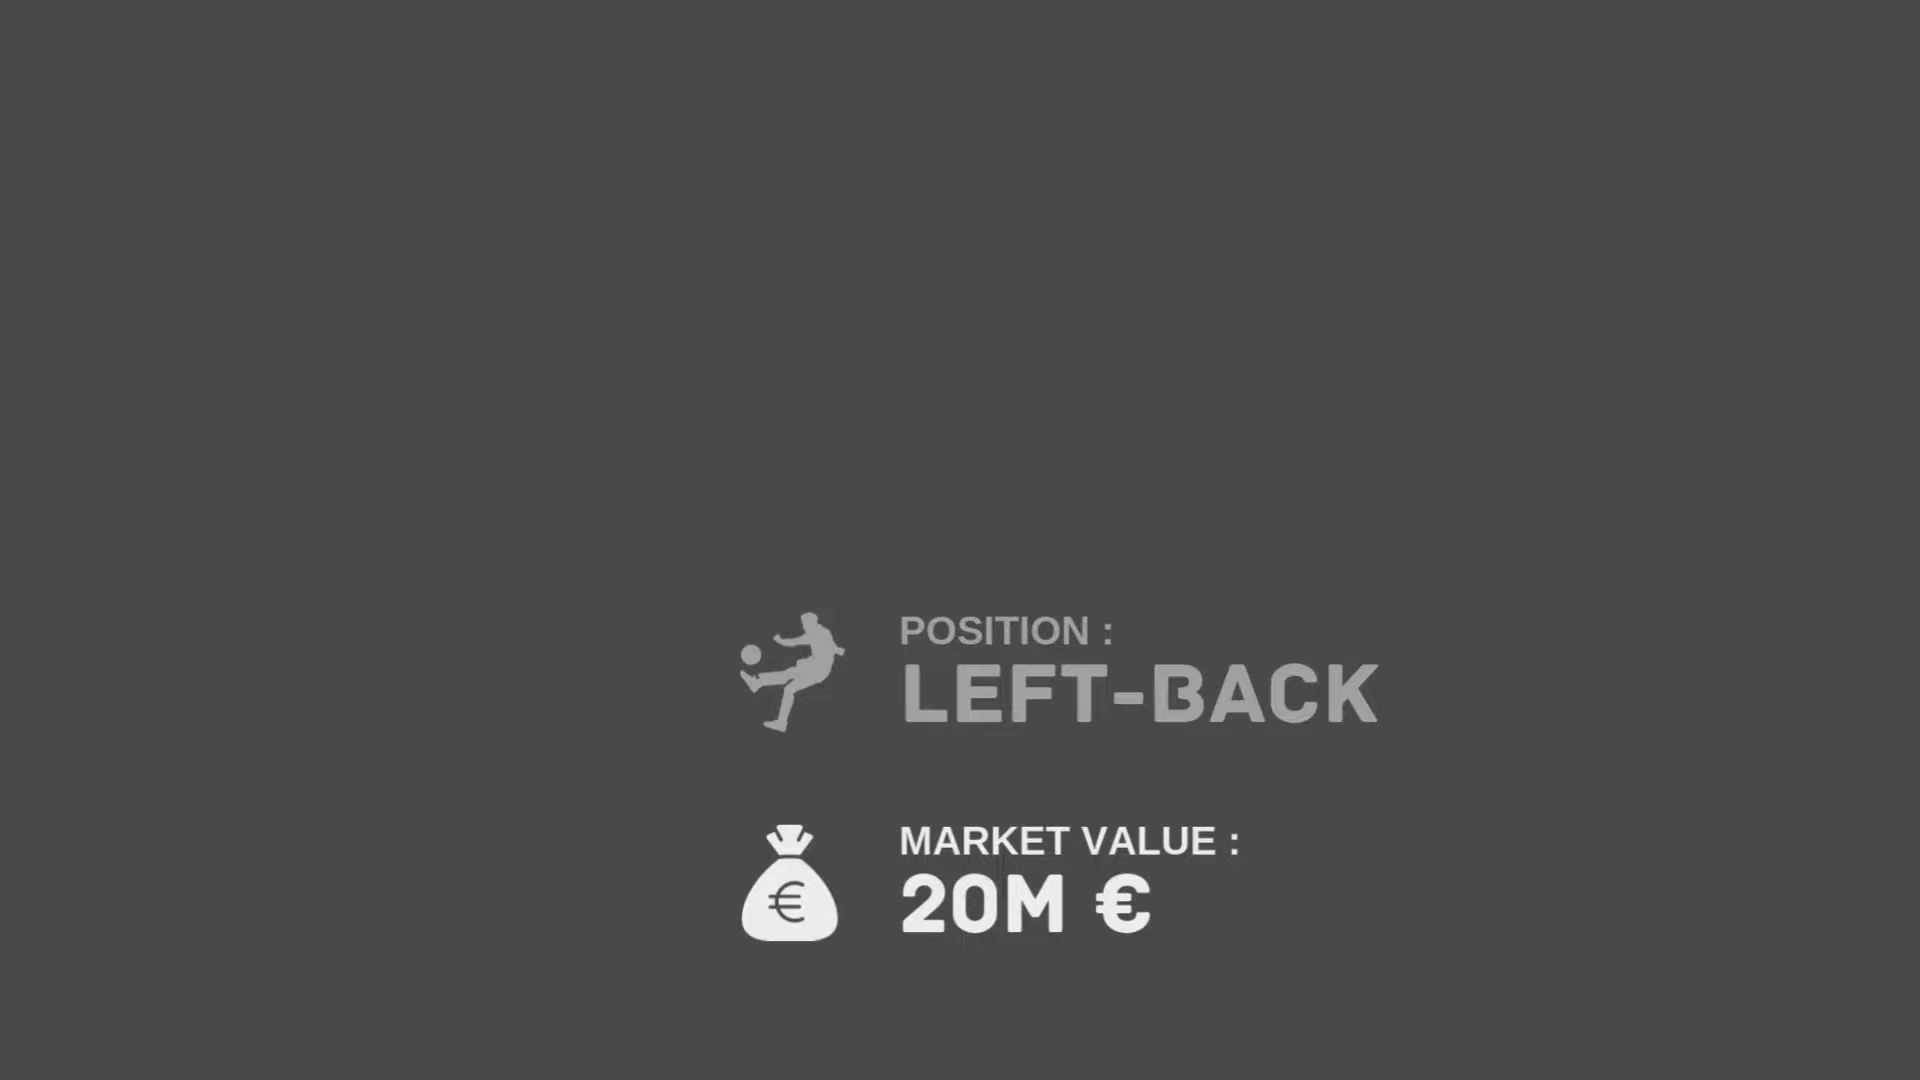 POSITION :
LEFT-BACK
MARKET VALUE :
20M €